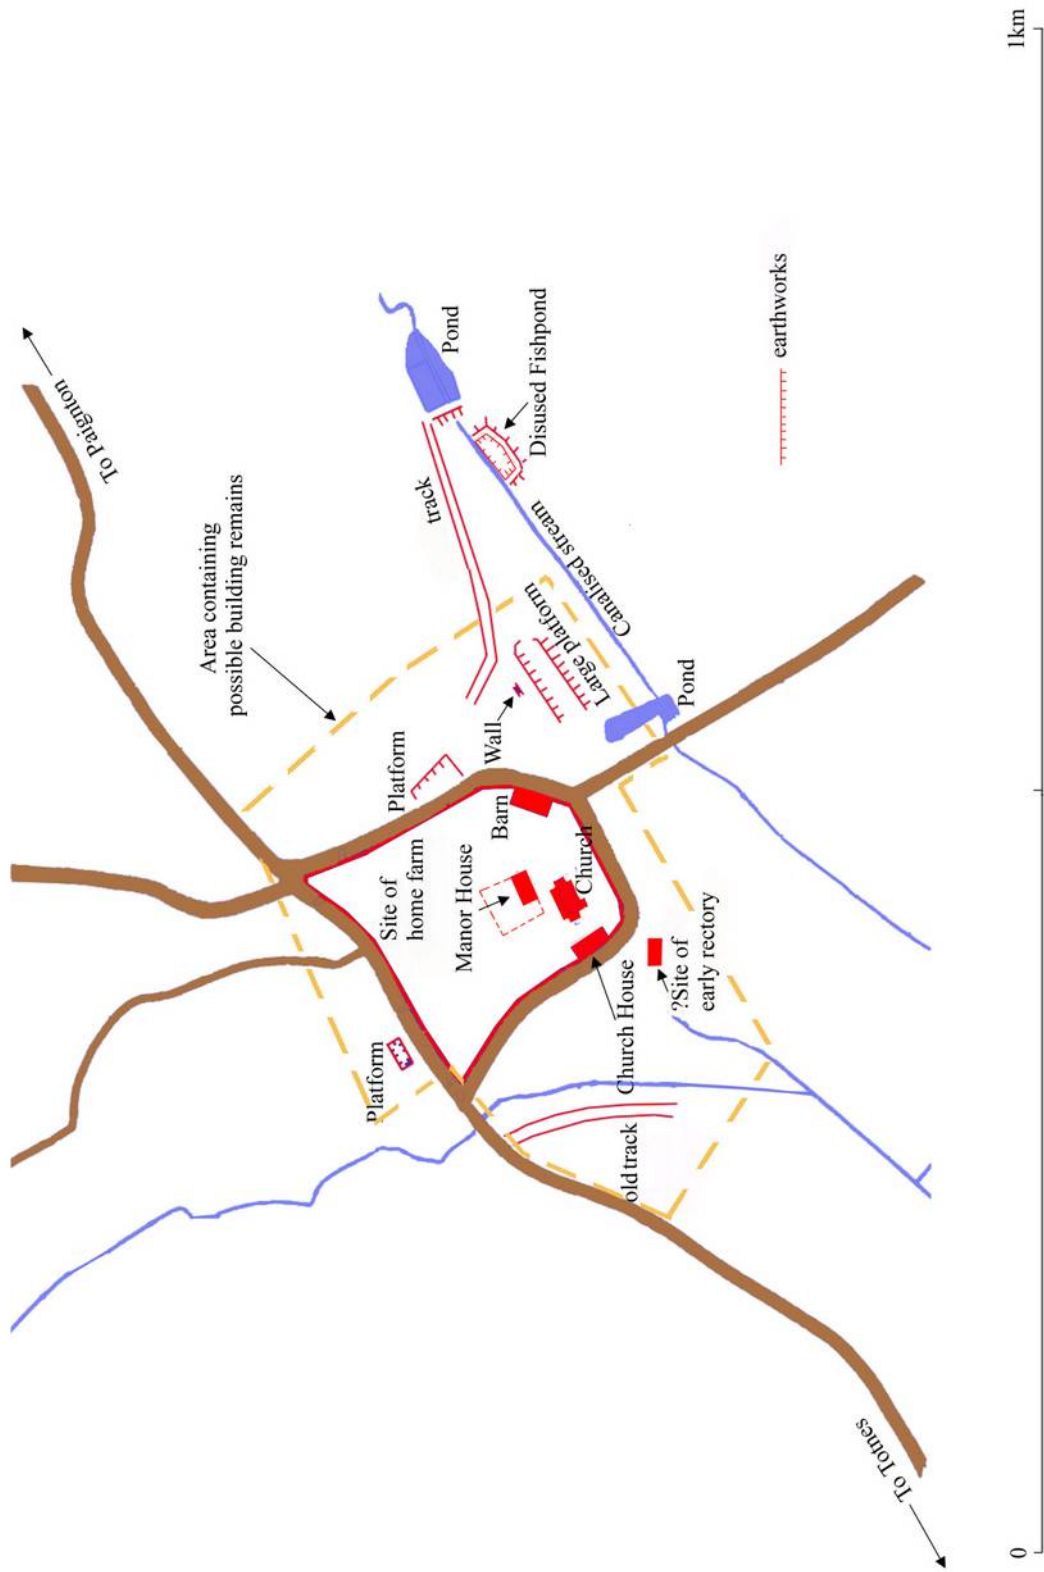 To Paignton
Area containing
possible building remains
track
Pond
Disused Fishpond
earthworks
Canalised stream
Large platform
Wall
Pond
Platform
Barn
Site of
home farm
Manor House
Church
Platform
Church House
?Site of
early rectory
old track
To Totnes
0
1km